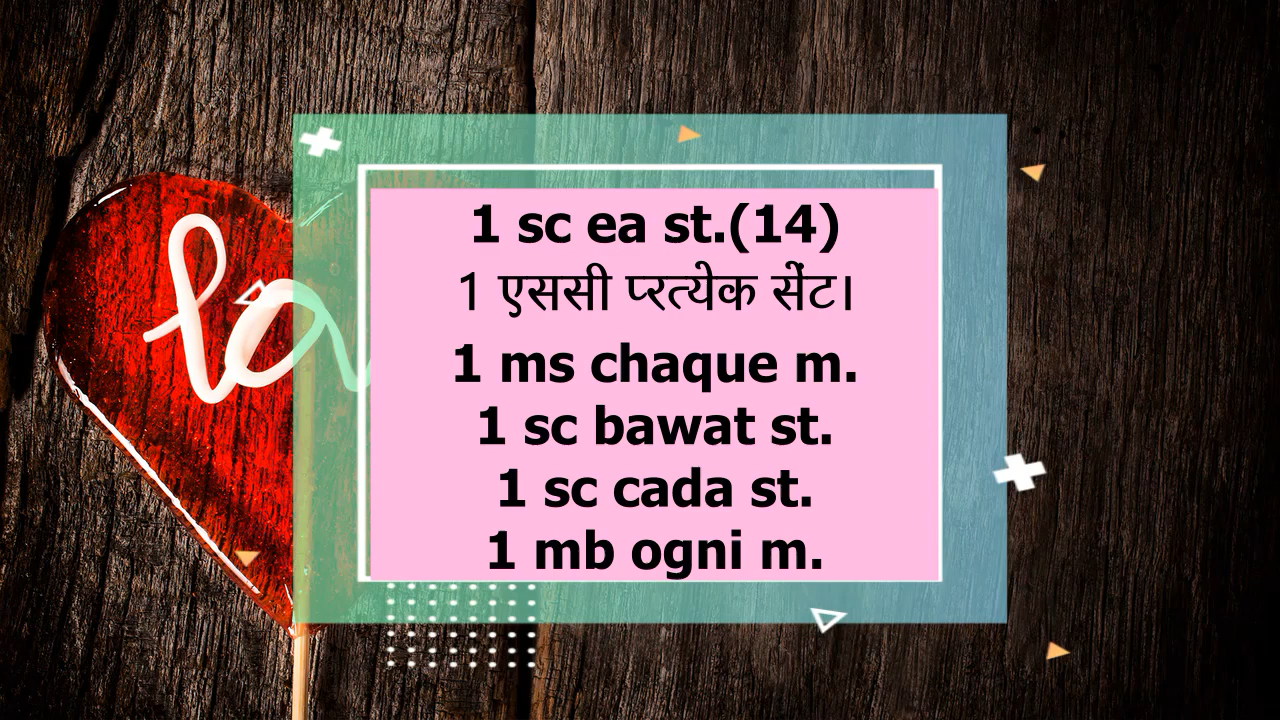 lo
1 sc ea st.(14)
1 एससी प्रत्येक सेंट।
1 ms chaque m.
1 sc bawat st.
1 sc cada st.
1 mb ogni m.